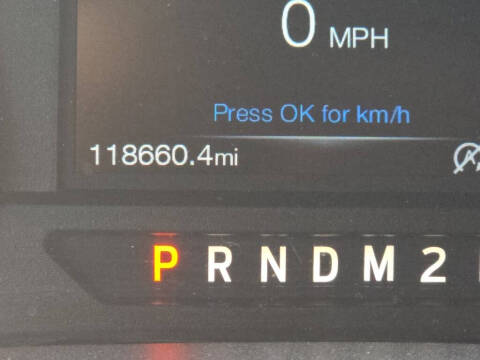 0 MPH
Press OK for km/h
118660.4mi
P R N D M 2